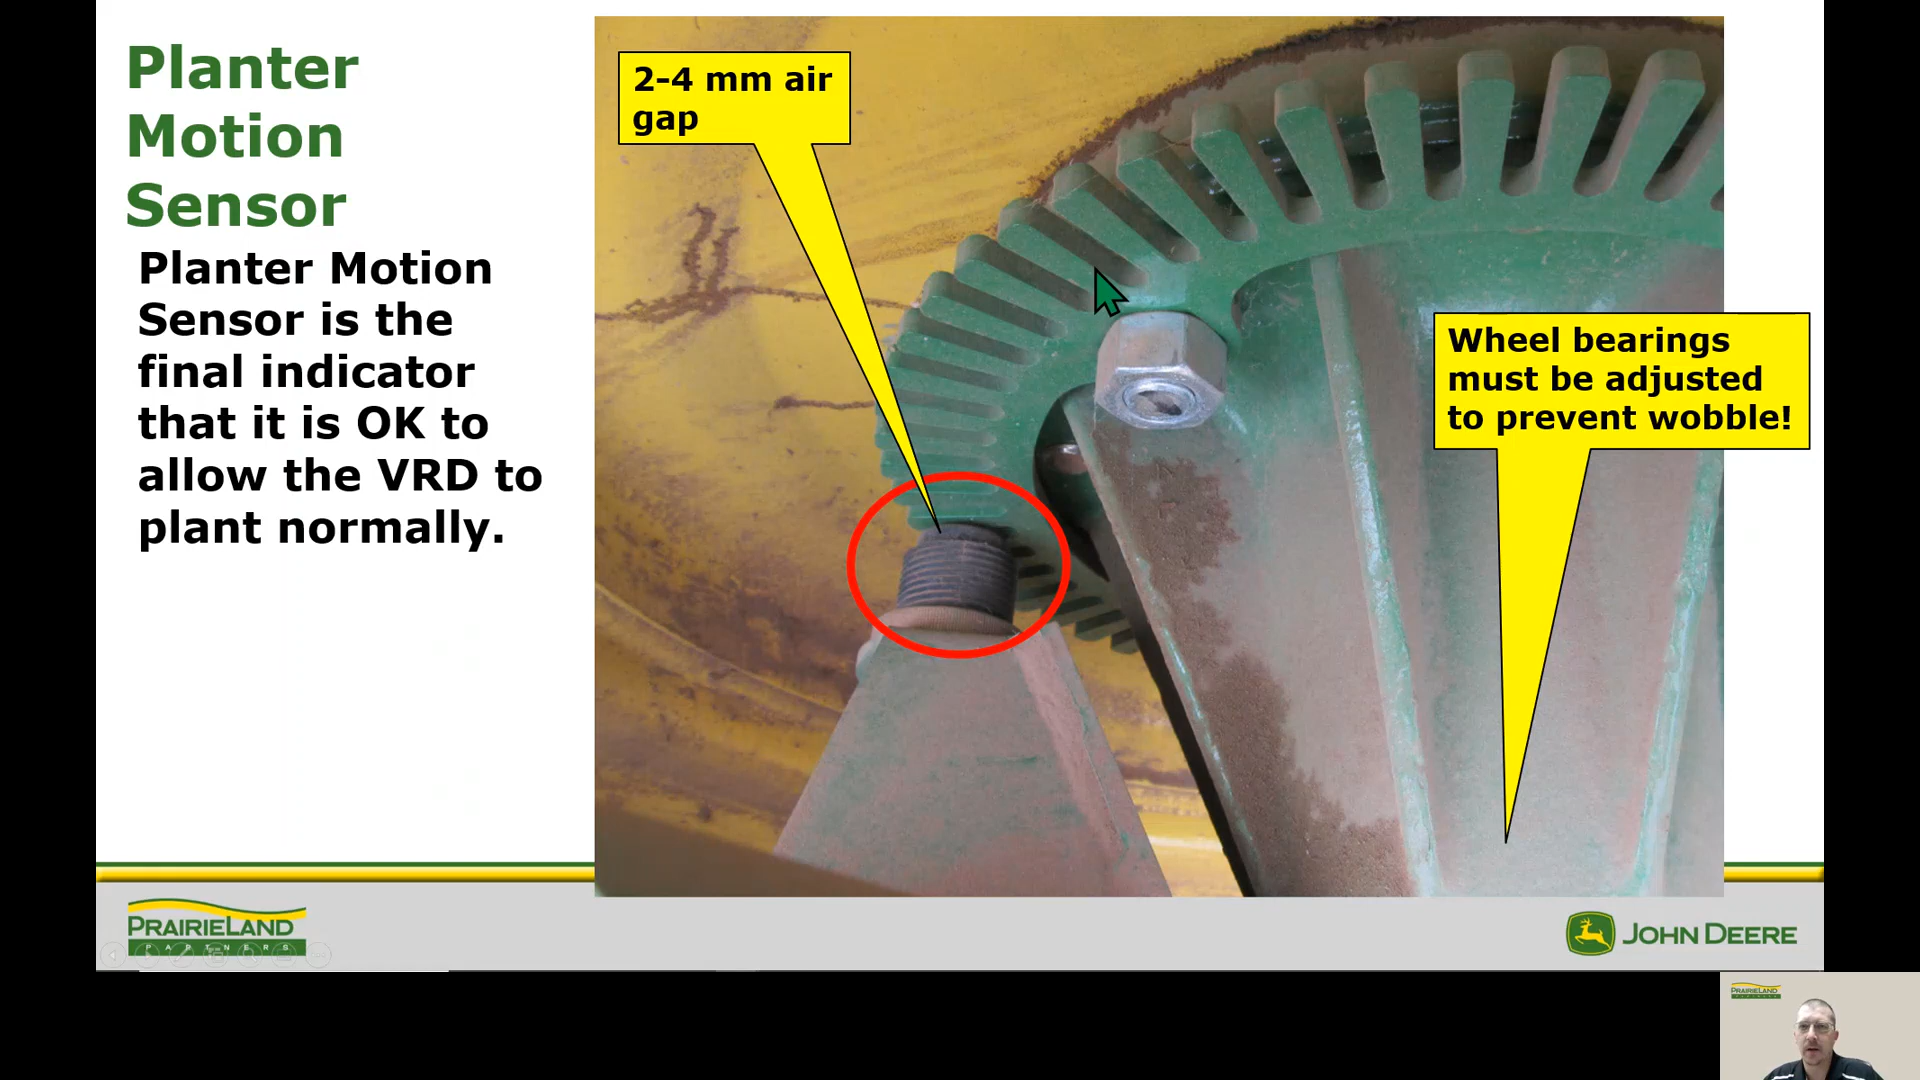 Planter
Motion
Sensor
Planter Motion
Sensor is the
final indicator
that it is OK to
allow the VRD to
plant normally.
2-4 mm air
gap
Wheel bearings
must be adjusted
to prevent wobble!
PRAIRIELAND
PARTNERS
JOHN DEERE
PRAIRIELAND